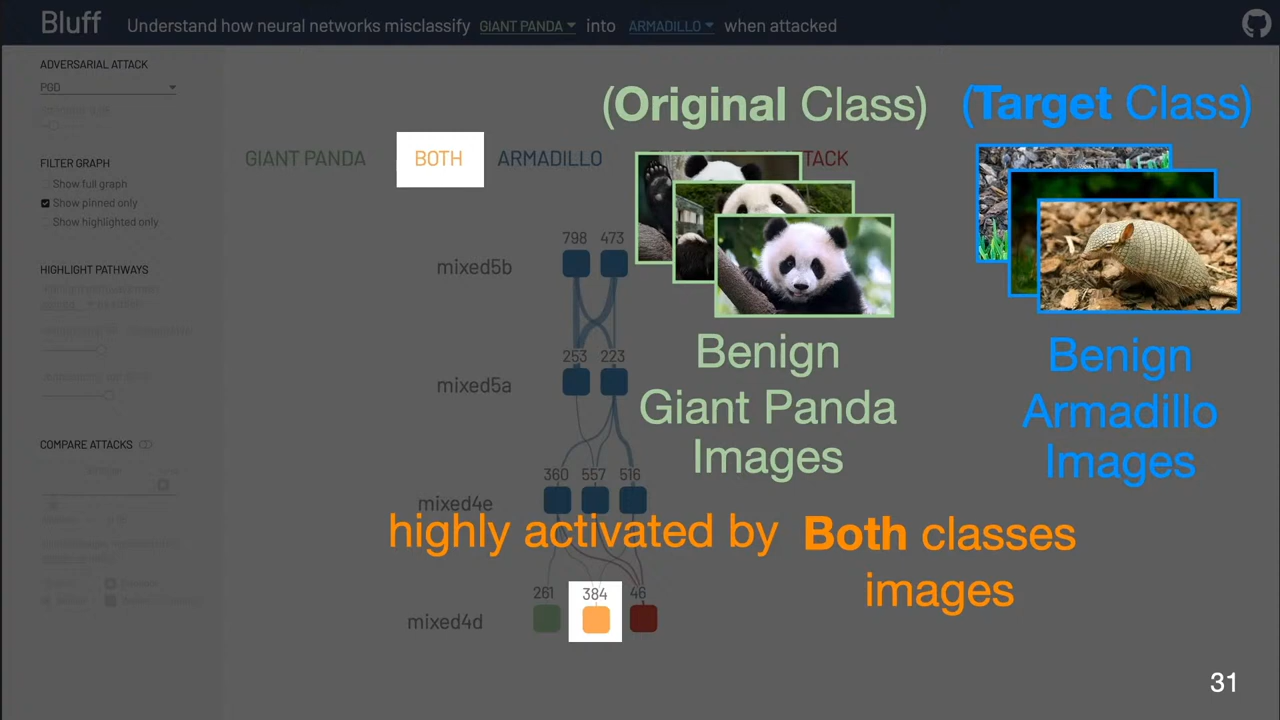 Bluff Understand how neural networks misclassify GIANT PANDA into ARMADILLO when attacked
ADVERSARIAL ATTACK
PGD
FILTER GRAPH
Show full graph
Show pinned only
Show highlighted only
HIGHLIGHT PATHWAYS
COMPARE ATTACKS
(Original Class) (Target Class)
GIANT PANDA BOTH ARMADILLO TACK
798 473
mixed5b
Benign
Giant Panda
Images
Benign
Armadillo
Images
253 223
mixed5a
360 557 516
mixed4e
highly activated by Both classes
images
261 384 46
mixed4d
31